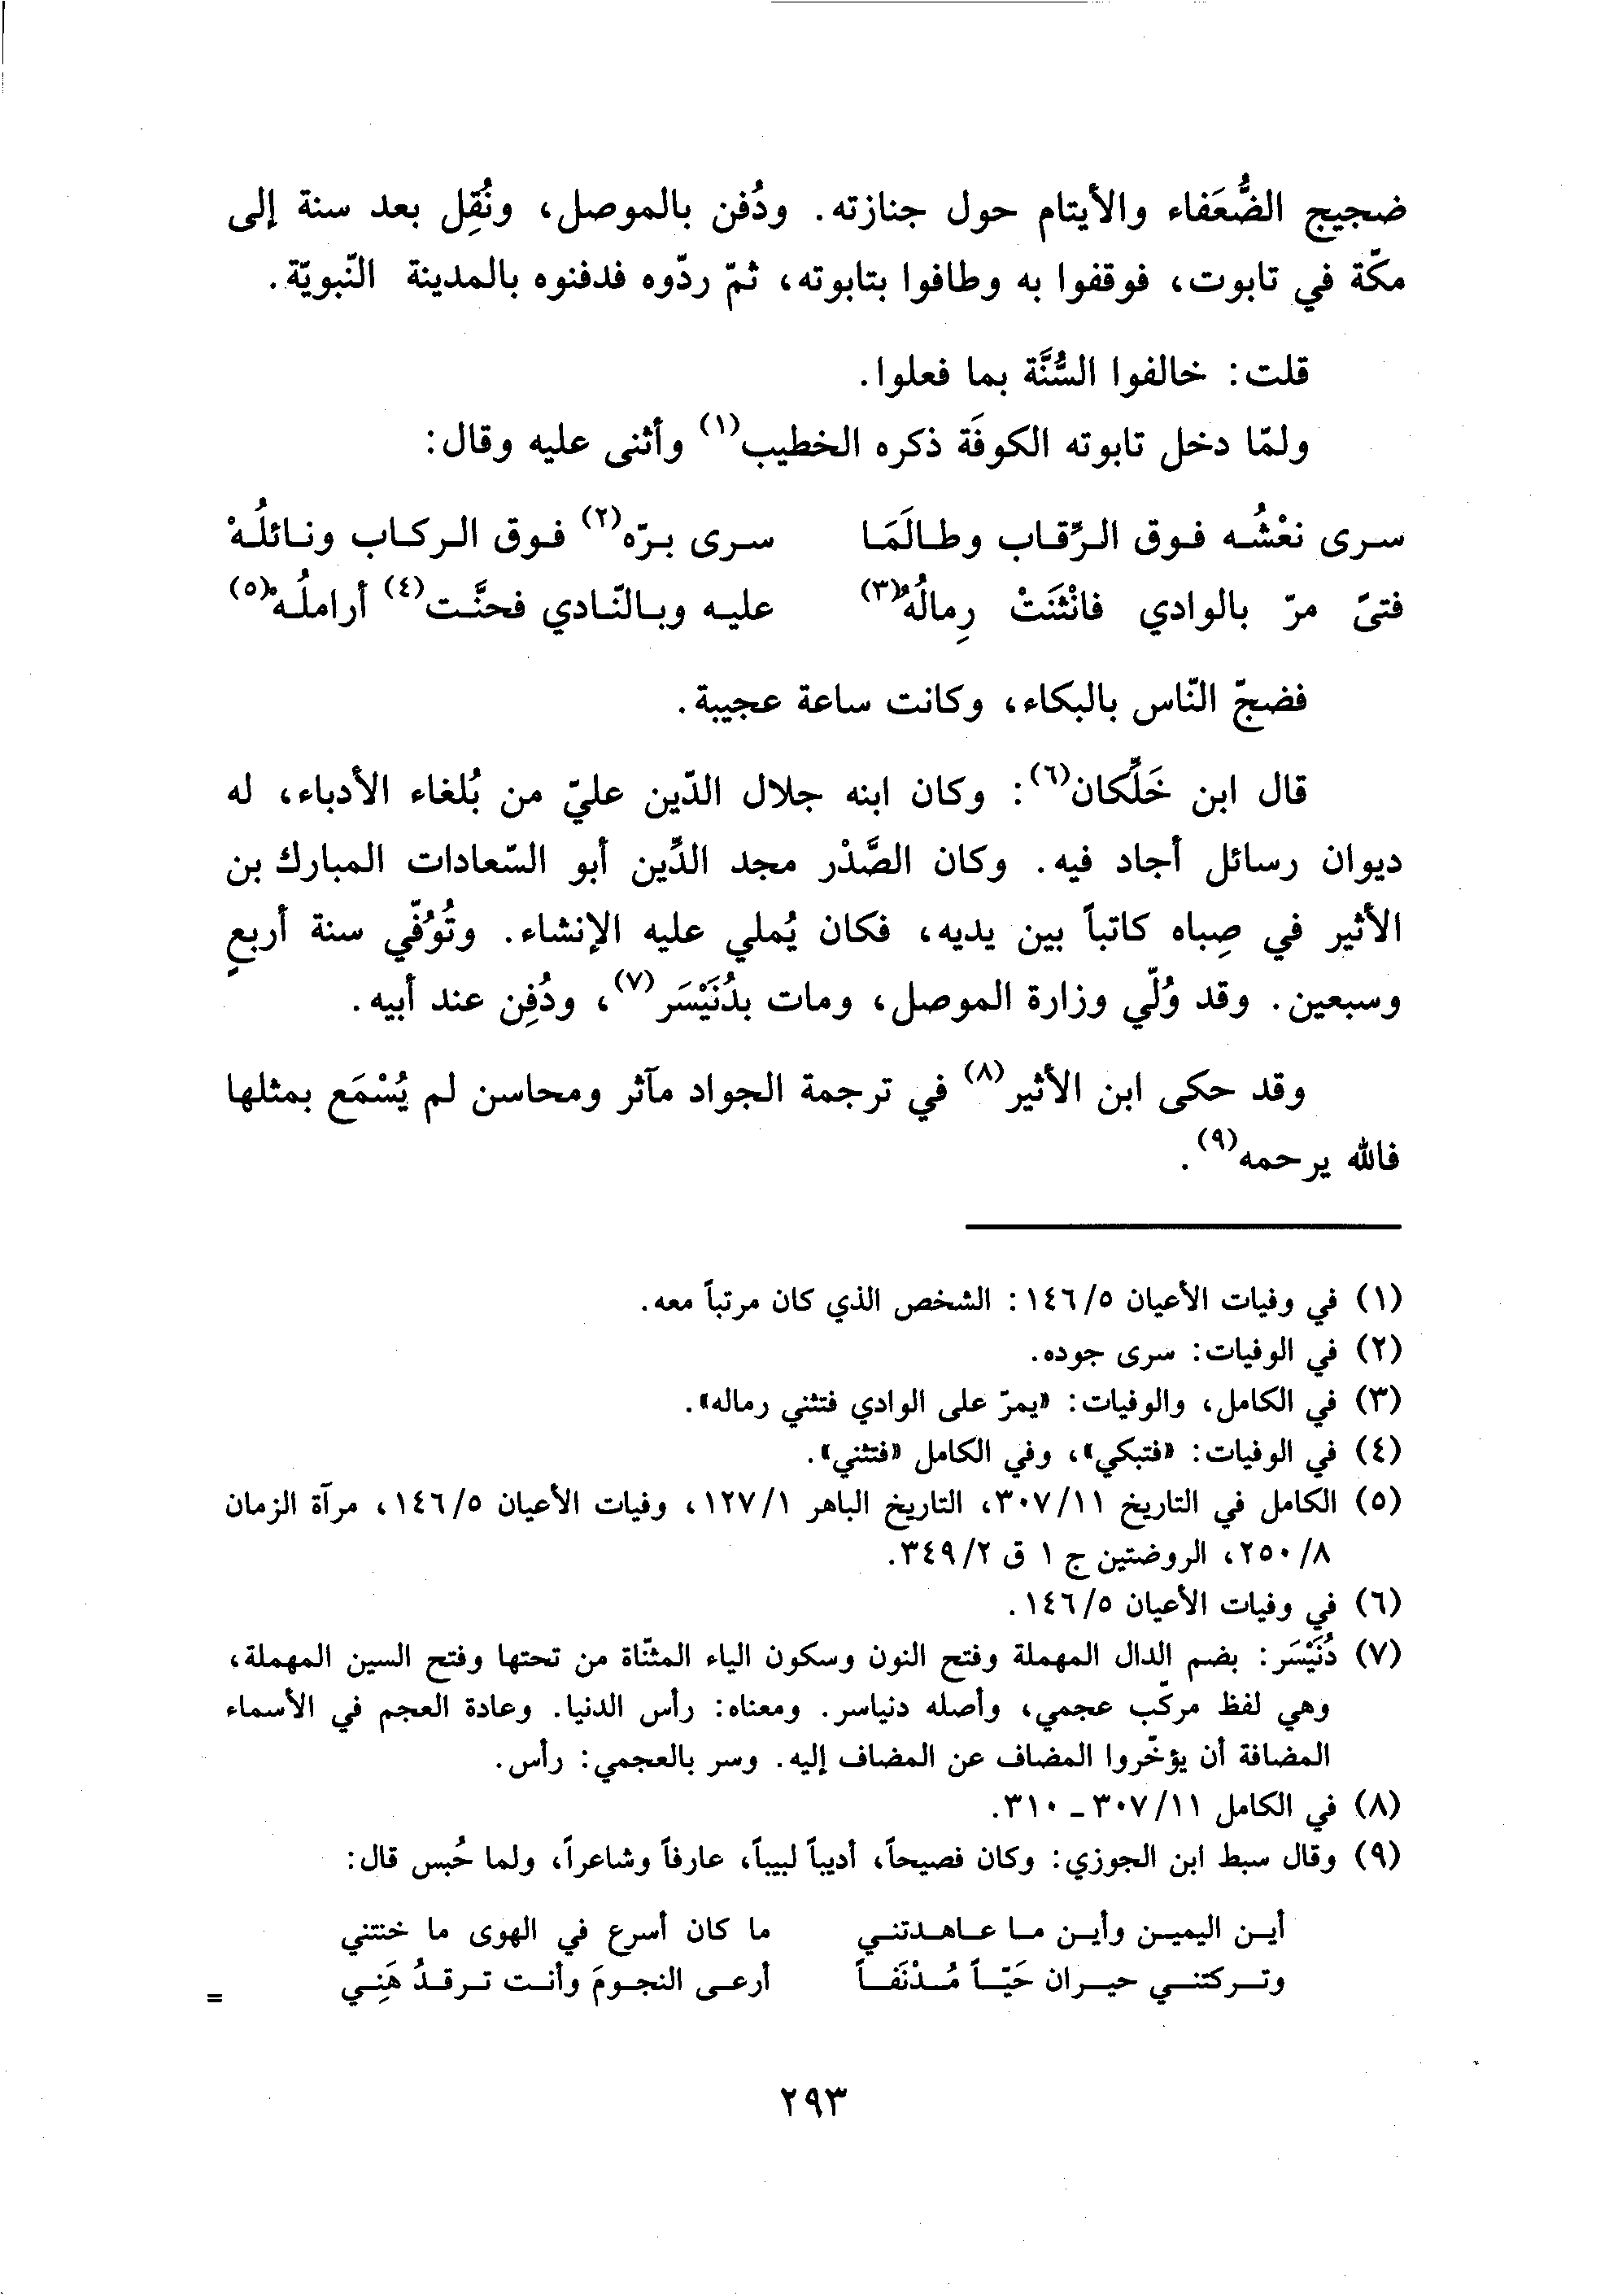 ضجيج الضُّعَفاء والأيتام حول جنازته. ودُفن بالموصل، ونُقِل بعد سنة إلى
مكّة في تابوت، فوقفوا به وطافوا بتابوته، ثمّ ردّوه فدفنوه بالمدينة النّبويّة.
قلت: خالفوا السُّنَّة بما فعلوا.
ولمّا دخل تابوته الكوفَة ذكره الخطيب(١) وأثنى عليه وقال:
سرى نعْشُه فوق الرِّقاب وطالَمَا سرى برّه(٢) فوق الركاب ونائلُهْ
فتىً مرّ بالوادي فانْثنَتْ رِمالُهُ(٣) عليه وبالنّادي فحنَّت(٤) أراملُه(٥)
فضجّ النّاس بالبكاء، وكانت ساعة عجيبة.
قال ابن خَلِّكان(٦): وكان ابنه جلال الدّين عليّ من بُلغاء الأدباء، له
ديوان رسائل أجاد فيه. وكان الصَّدْر مجد الدِّين أبو السّعادات المبارك بن
الأثير في صِباه كاتباً بين يديه، فكان يُملي عليه الإنشاء. وتُوُفّي سنة أربعٍ
وسبعين. وقد وُلّي وزارة الموصل، ومات بدُنَيْسَر(٧)، ودُفِن عند أبيه.
وقد حكى ابن الأثير(٨) في ترجمة الجواد مآثر ومحاسن لم يُسْمَع بمثلها
فالله يرحمه(٩).
(١) في وفيات الأعيان ١٤٦/٥: الشخص الذي كان مرتباً معه.
(٢) في الوفيات: سرى جوده.
(٣) في الكامل، والوفيات: «يمرّ على الوادي فتثني رماله».
(٤) في الوفيات: «فتبكي»، وفي الكامل «فتثني».
(٥) الكامل في التاريخ ٣٠٧/١١، التاريخ الباهر ١٢٧/١، وفيات الأعيان ١٤٦/٥، مرآة الزمان
٢٥٠/٨، الروضتين ج ١ ق ٣٤٩/٢.
(٦) في وفيات الأعيان ١٤٦/٥.
(٧) دُنَيْسَر: بضم الدال المهملة وفتح النون وسكون الياء المثنّاة من تحتها وفتح السين المهملة،
وهي لفظ مركّب عجمي، وأصله دنياسر. ومعناه: رأس الدنيا. وعادة العجم في الأسماء
المضافة أن يؤخّروا المضاف عن المضاف إليه. وسر بالعجمي: رأس.
(٨) في الكامل ٣٠٧/١١ - ٣١٠.
(٩) وقال سبط ابن الجوزي: وكان فصيحاً، أديباً لبيباً، عارفاً وشاعراً، ولما حُبس قال:
أين اليمين وأين ما عاهدتني ما كان أسرع في الهوى ما خنتني
وتركتني حيران حَيّاً مُدْنَفاً أرعى النجومَ وأنت ترقدُ هَنِي
=
٢٩٣